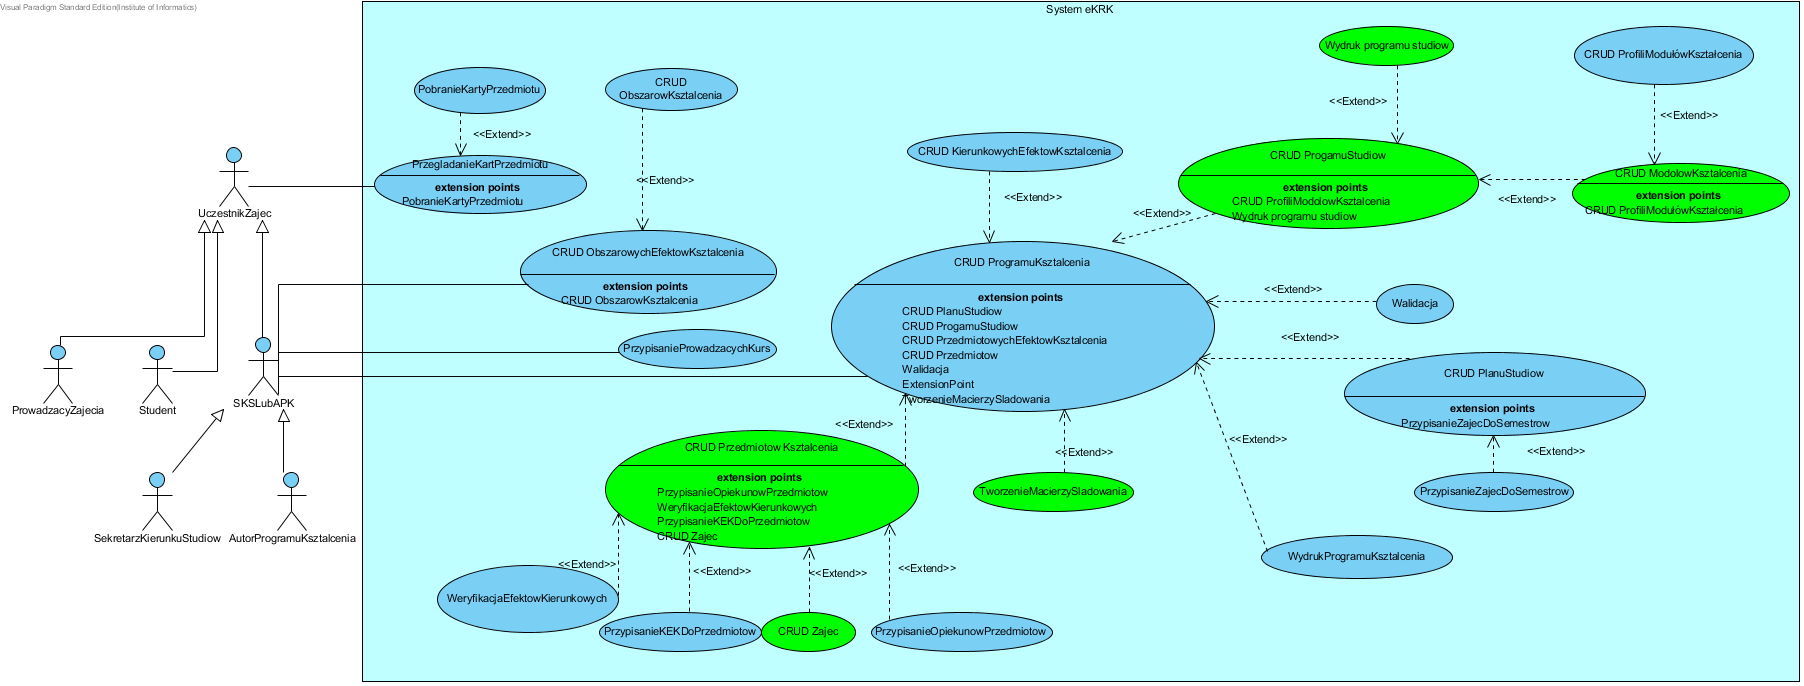 Visual Paradigm Standard Edition(Institute of Informatics)
System eKRK
Wydruk programu studiow
CRUD ProfiliModułówKształcenia
PobranieKartyPrzedmiotu
CRUD
ObszarowKsztalcenia
<<Extend>>
<<Extend>>
<<Extend>>
CRUD KierunkowychEfektowKsztalcenia
CRUD ProgamuStudiow
extension points
CRUD ProfiliModolowKsztalcenia
Wydruk programu studiow
PrzegladanieKartPrzedmiotu
extension points
PobranieKartyPrzedmiotu
<<Extend>>
CRUD ModolowKsztalcenia
extension points
CRUD ProfiliModułówKształcenia
<<Extend>>
<<Extend>>
<<Extend>>
UczestnikZajec
CRUD ObszarowychEfektowKsztalcenia
extension points
CRUD ObszarowKsztalcenia
CRUD ProgramuKsztalcenia
extension points
CRUD PlanuStudiow
CRUD ProgamuStudiow
CRUD PrzedmiotowychEfektowKsztalcenia
CRUD Przedmiotow
Walidacja
ExtensionPoint
TworzenieMacierzySladowania
<<Extend>>
Walidacja
<<Extend>>
PrzypisanieProwadzacychKurs
CRUD PlanuStudiow
extension points
PrzypisanieZajecDoSemestrow
ProwadzacyZajecia
Student
SKSLubAPK
<<Extend>>
<<Extend>>
<<Extend>>
<<Extend>>
CRUD Przedmiotow Ksztalcenia
extension points
PrzypisanieOpiekunowPrzedmiotow
WeryfikacjaEfektowKierunkowych
PrzypisanieKEKDoPrzedmiotow
CRUD Zajec
TworzenieMacierzySladowania
PrzypisanieZajecDoSemestrow
SekretarzKierunkuStudiow
AutorProgramuKsztalcenia
WydrukProgramuKsztalcenia
<<Extend>>
<<Extend>>
<<Extend>>
<<Extend>>
WeryfikacjaEfektowKierunkowych
PrzypisanieKEKDoPrzedmiotow
CRUD Zajec
PrzypisanieOpiekunowPrzedmiotow